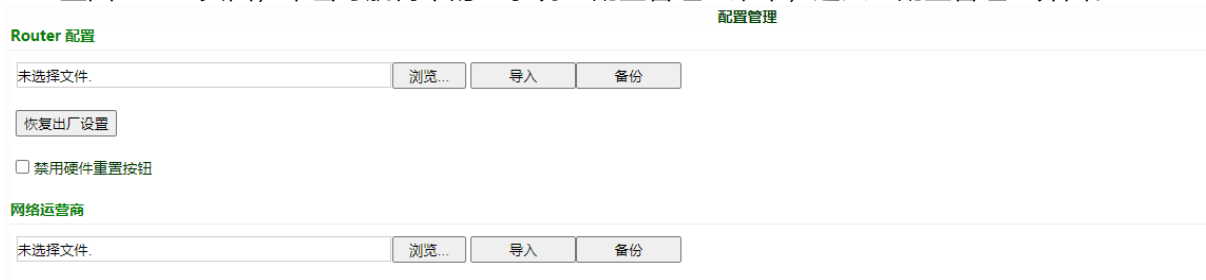 配置管理
Router 配置
未选择文件.
浏览...
导入
备份
恢复出厂设置
禁用硬件重置按钮
网络运营商
未选择文件.
浏览...
导入
备份